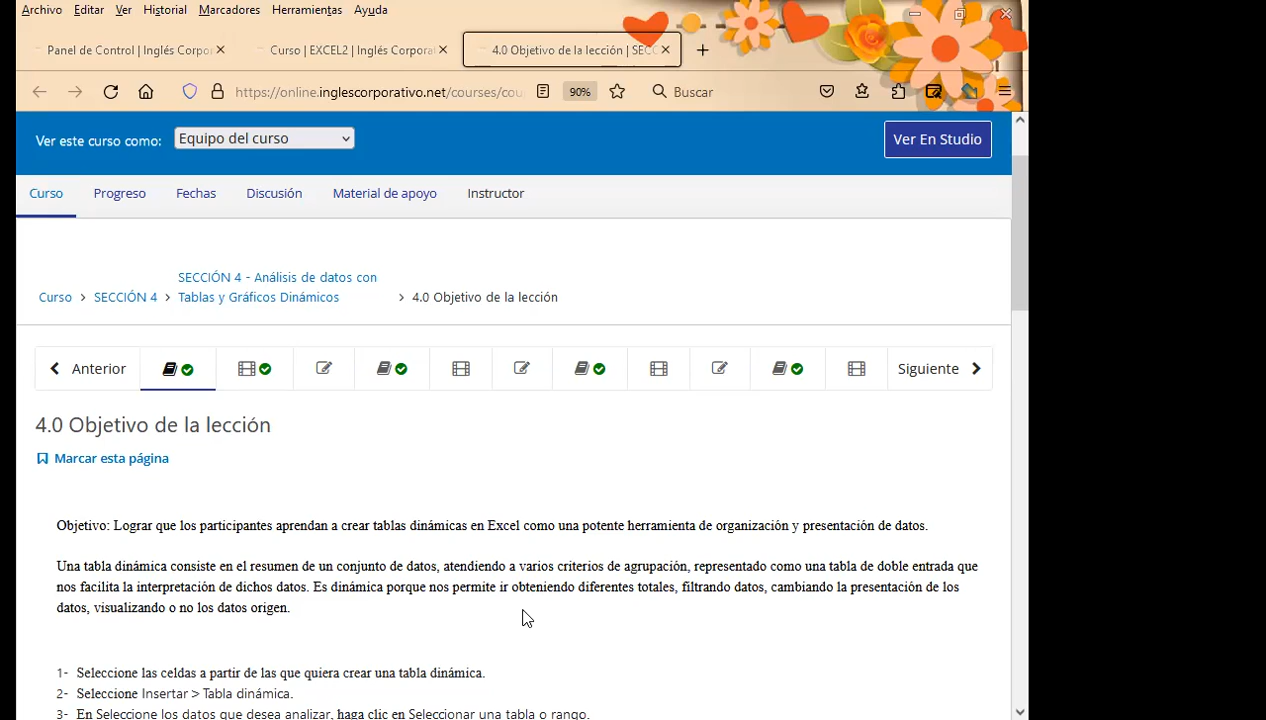 Archivo Editar Ver Historial Marcadores Herramientas Ayuda
Panel de Control | Inglés Corpor
Curso | EXCEL2 | Inglés Corporat
4.0 Objetivo de la lección | SECC
https://online.inglescorporativo.net/courses/cou
90%
Buscar
Ver este curso como:
Equipo del curso
Ver En Studio
Curso Progreso Fechas Discusión Material de apoyo Instructor
SECCIÓN 4 - Análisis de datos con
Curso > SECCIÓN 4 > Tablas y Gráficos Dinámicos > 4.0 Objetivo de la lección
Anterior
Siguiente
4.0 Objetivo de la lección
Marcar esta página
Objetivo: Lograr que los participantes aprendan a crear tablas dinámicas en Excel como una potente herramienta de organización y presentación de datos.
Una tabla dinámica consiste en el resumen de un conjunto de datos, atendiendo a varios criterios de agrupación, representado como una tabla de doble entrada que
nos facilita la interpretación de dichos datos. Es dinámica porque nos permite ir obteniendo diferentes totales, filtrando datos, cambiando la presentación de los
datos, visualizando o no los datos origen.
1- Seleccione las celdas a partir de las que quiera crear una tabla dinámica.
2- Seleccione Insertar > Tabla dinámica.
3- En Seleccione los datos que desea analizar, haga clic en Seleccionar una tabla o rango.